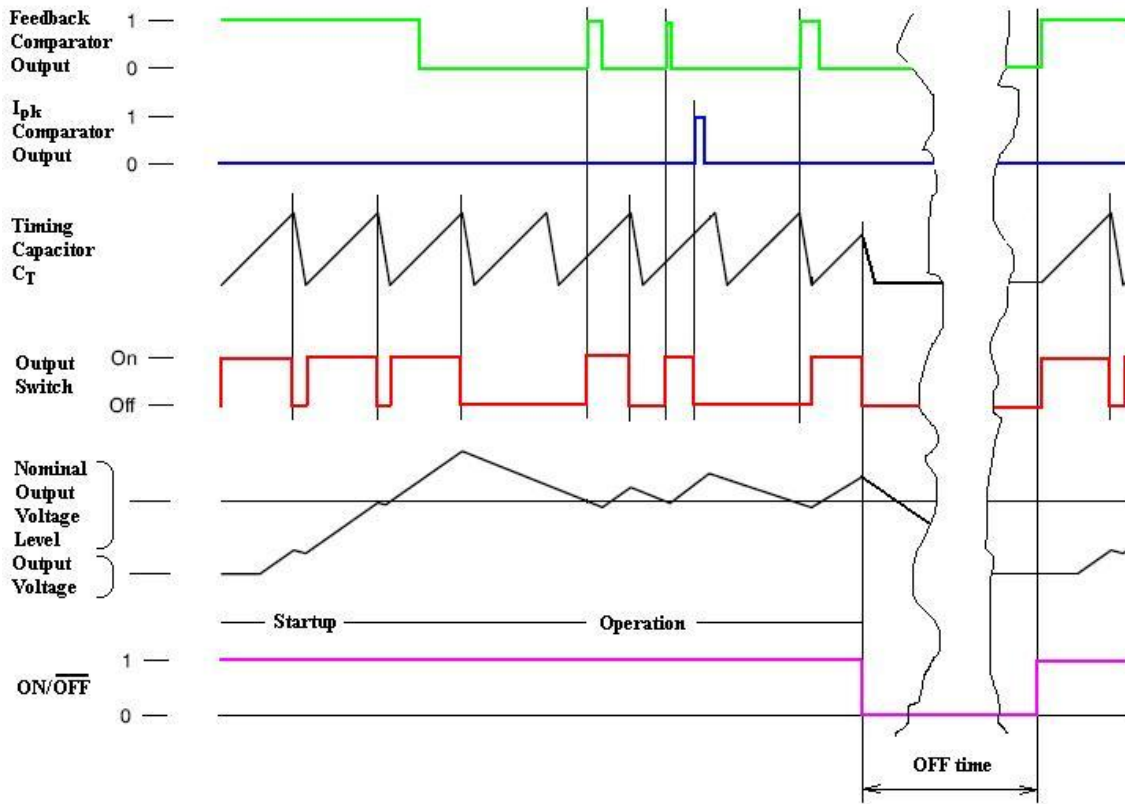 Feedback
Comparator
Output
1
0
Ipk
Comparator
Output
1
0
Timing
Capacitor
CT
Output
Switch
On
Off
Nominal
Output
Voltage
Level
Output
Voltage
Startup
Operation
ON/OFF
1
0
OFF time